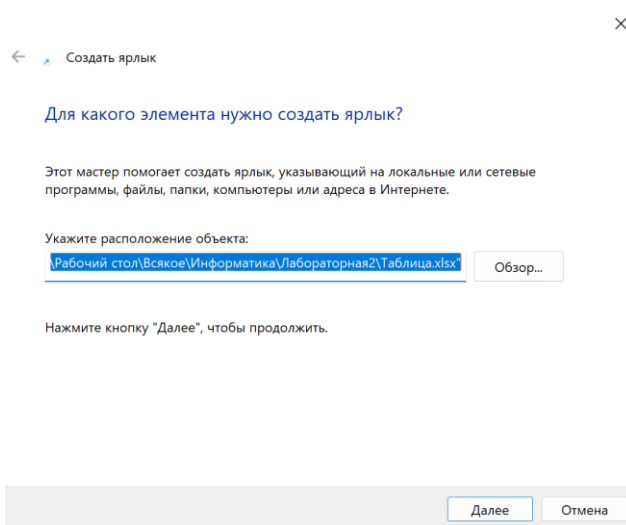 Создать ярлык
Для какого элемента нужно создать ярлык?
Этот мастер помогает создать ярлык, указывающий на локальные или сетевые
программы, файлы, папки, компьютеры или адреса в Интернете.
Укажите расположение объекта:
\Рабочий стол\Всякое\Информатика\Лабораторная2\Таблица.xlsx"
Обзор...
Нажмите кнопку "Далее", чтобы продолжить.
Далее
Отмена